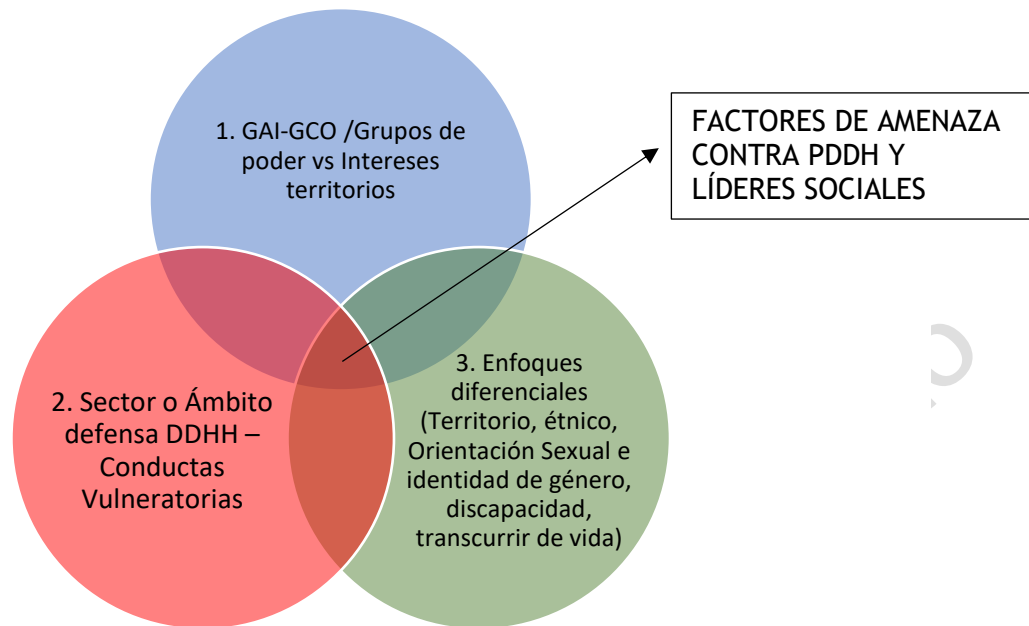 1. GAI-GCO /Grupos de
poder vs Intereses
territorios
FACTORES DE AMENAZA
CONTRA PDDH Y
LÍDERES SOCIALES
2. Sector o Ámbito
defensa DDHH –
Conductas
Vulneratorias
3. Enfoques
diferenciales
(Territorio, étnico,
Orientación Sexual e
identidad de género,
discapacidad,
transcurrir de vida)